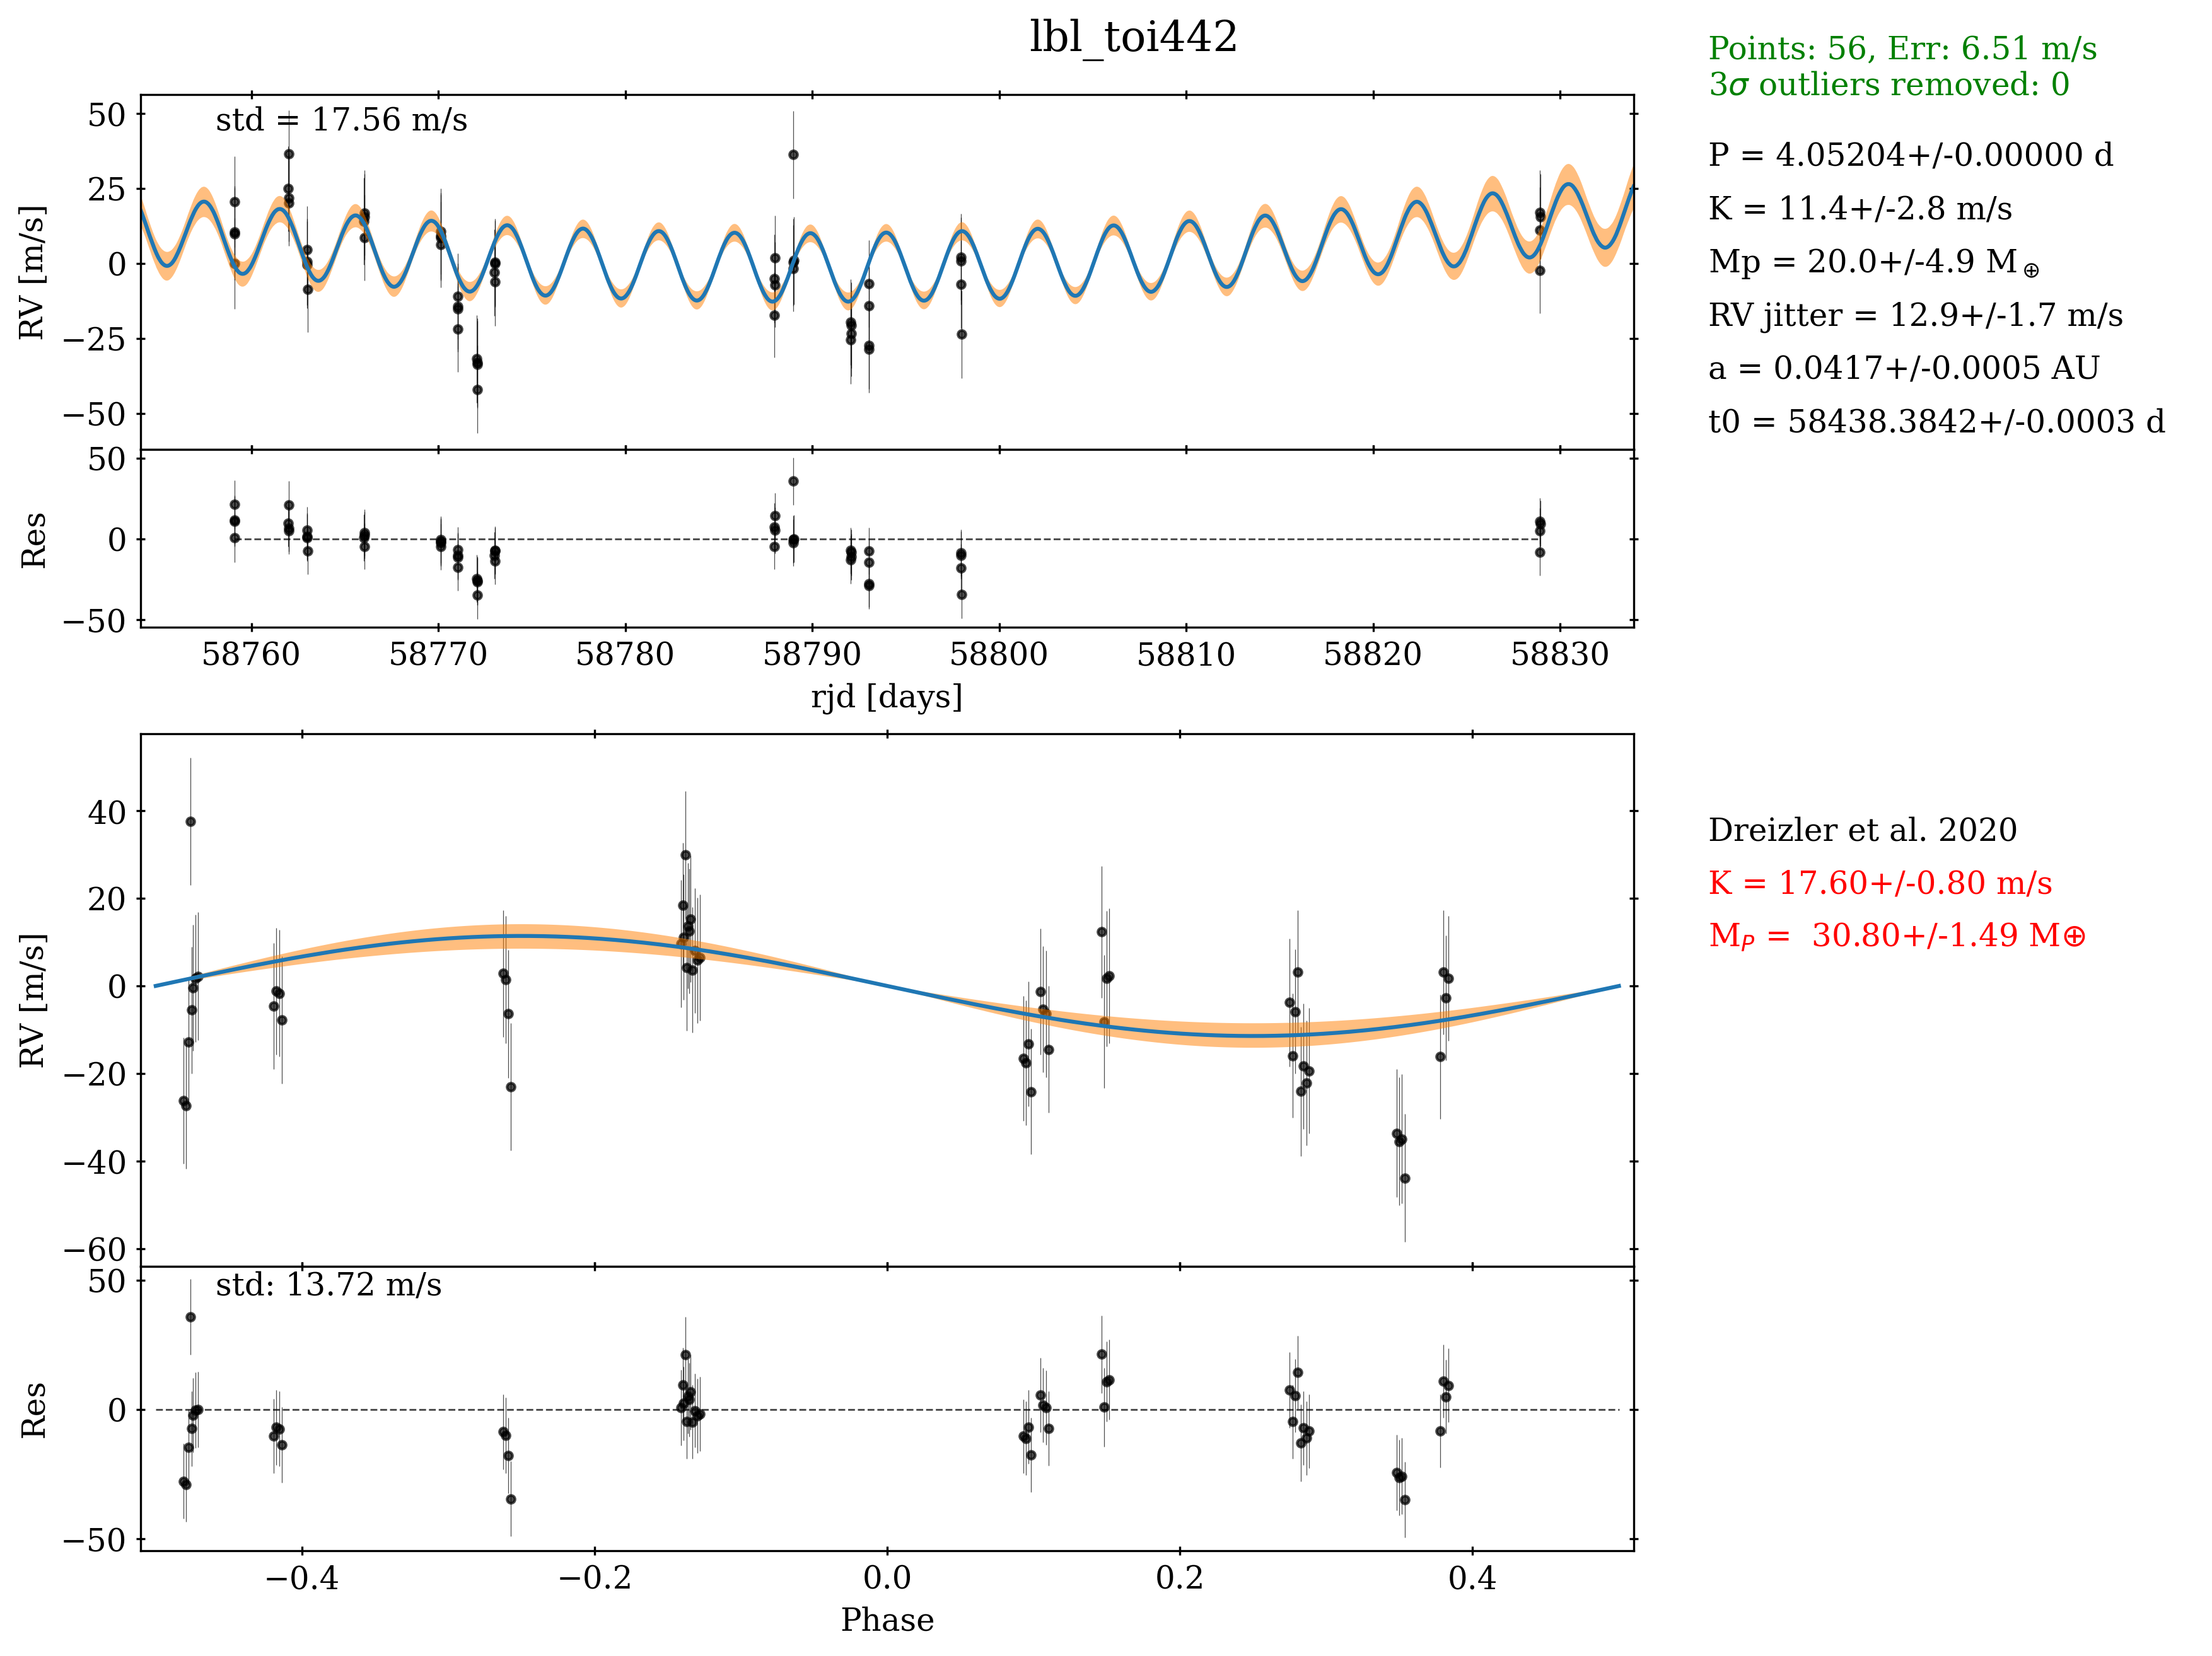 lbl_toi442
Points: 56, Err: 6.51 m/s
3σ outliers removed: 0
P = 4.05204+/-0.00000 d
K = 11.4+/-2.8 m/s
Mp = 20.0+/-4.9 M⊕
RV jitter = 12.9+/-1.7 m/s
a = 0.0417+/-0.0005 AU
t0 = 58438.3842+/-0.0003 d
std = 17.56 m/s
RV [m/s]
50
25
0
−25
−50
Res
50
0
−50
58760 58770 58780 58790 58800 58810 58820 58830
rjd [days]
RV [m/s]
40
20
0
−20
−40
−60
Dreizler et al. 2020
K = 17.60+/-0.80 m/s
M_P = 30.80+/-1.49 M⊕
std: 13.72 m/s
Res
50
0
−50
−0.4 −0.2 0.0 0.2 0.4
Phase